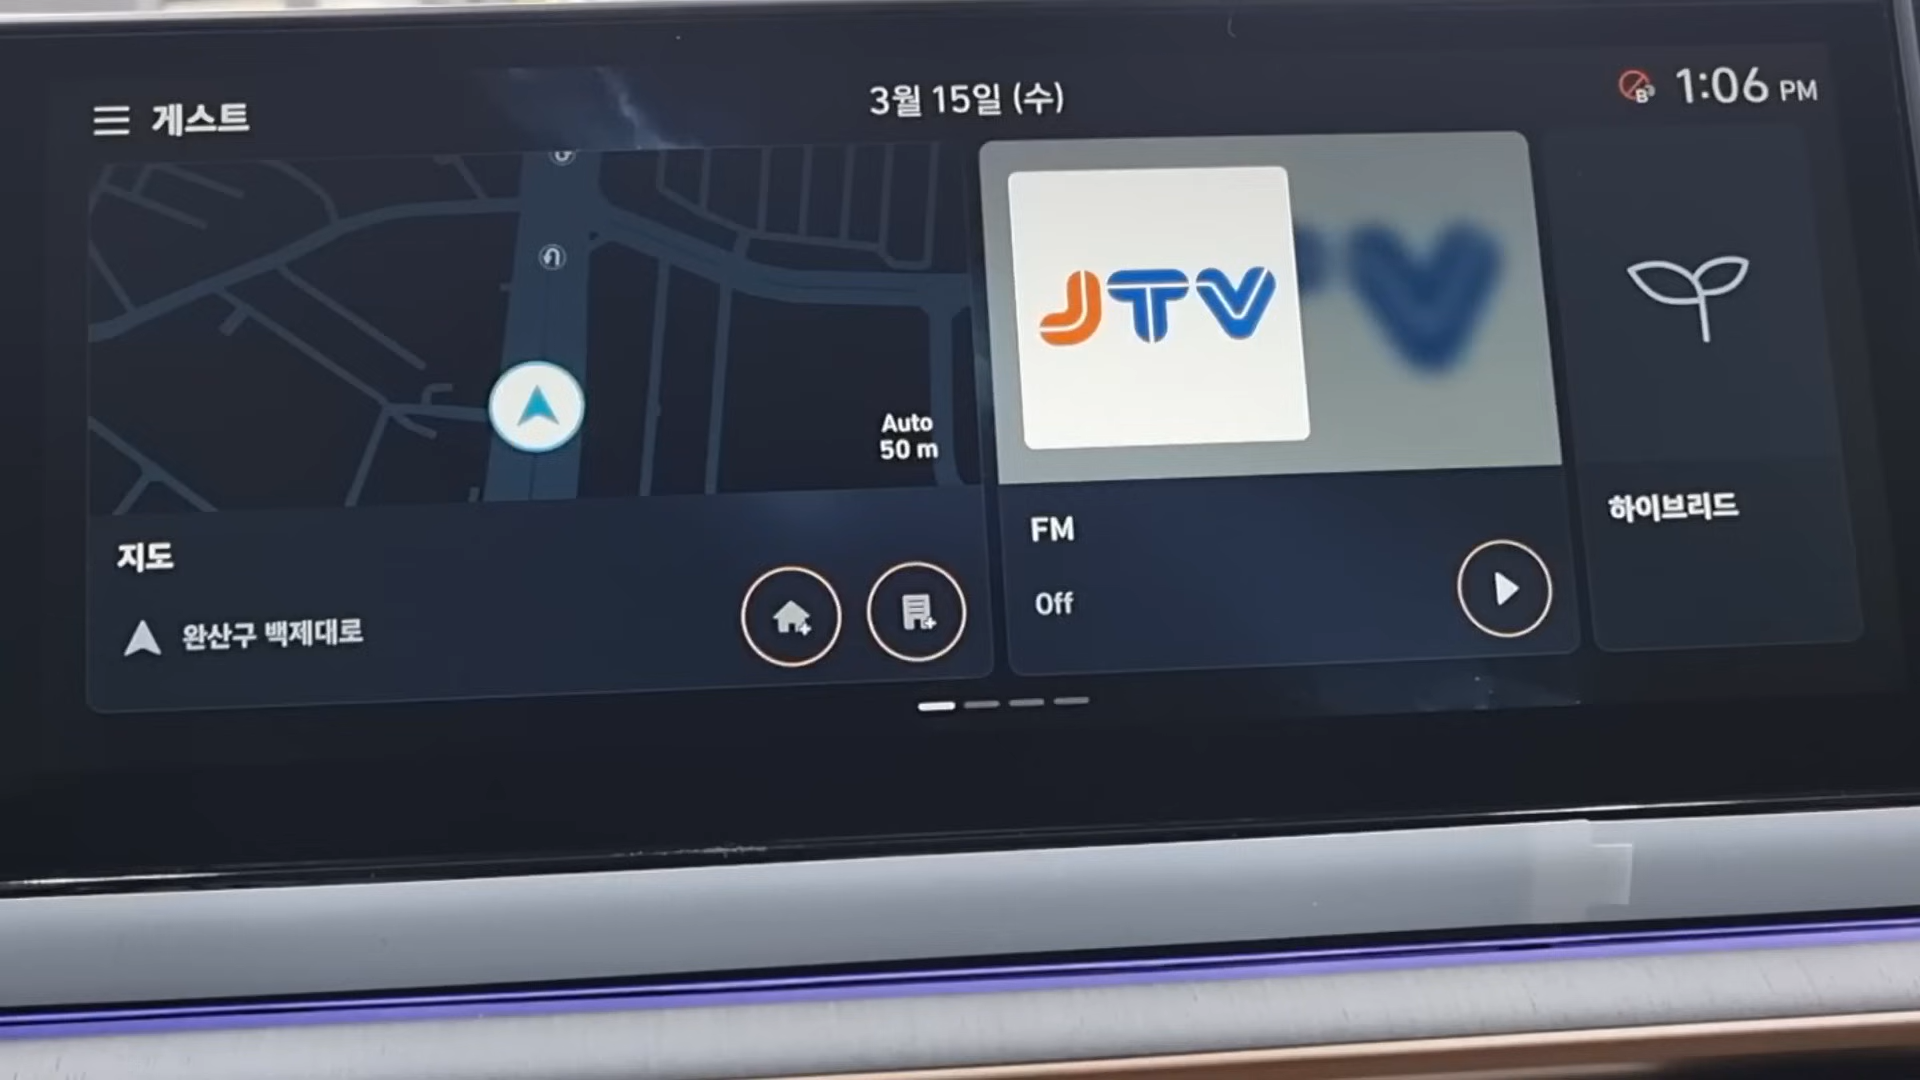 게스트
3월 15일 (수)
1:06 PM
Auto
50 m
JTV
지도
완산구 백제대로
FM
Off
하이브리드